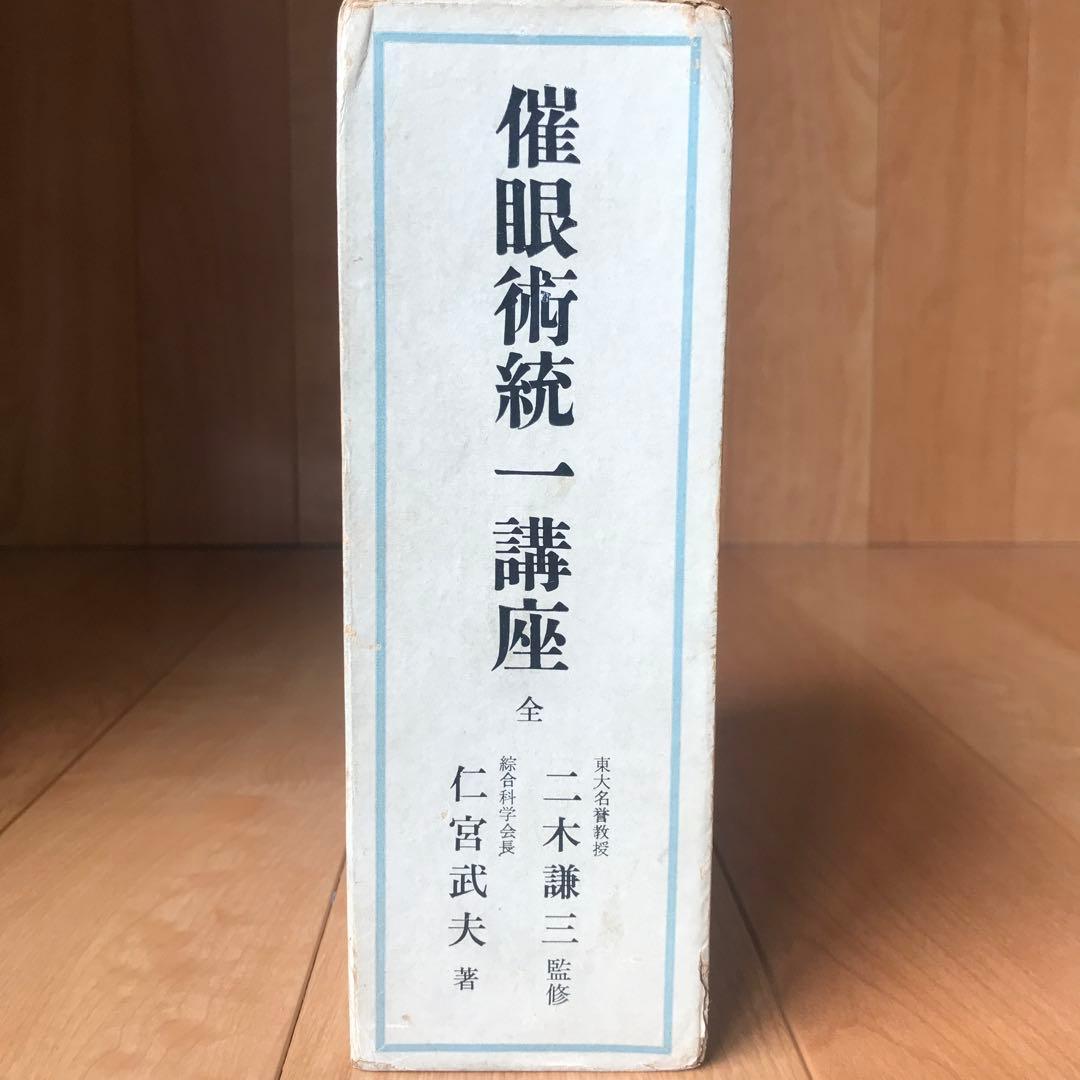 催眼術統一講座
全
東大名誉教授
二木謙三 監修
綜合科学会長
仁宮武夫 著